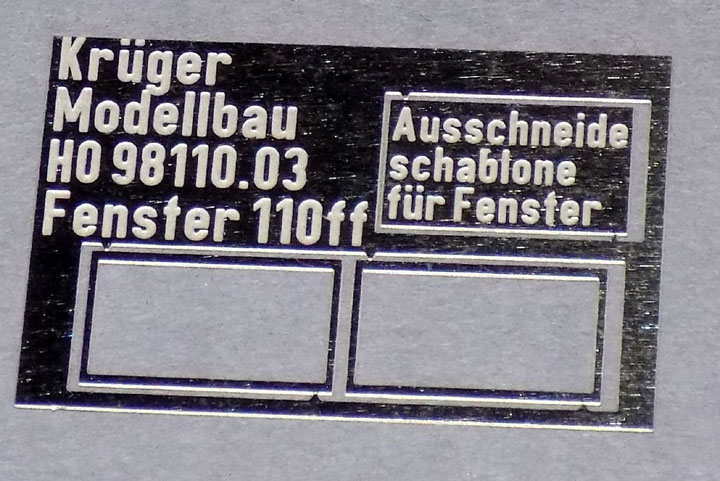 Krüger
Modellbau
H0 98110.03
Fenster 110ff
Ausschneide
schablone
für Fenster